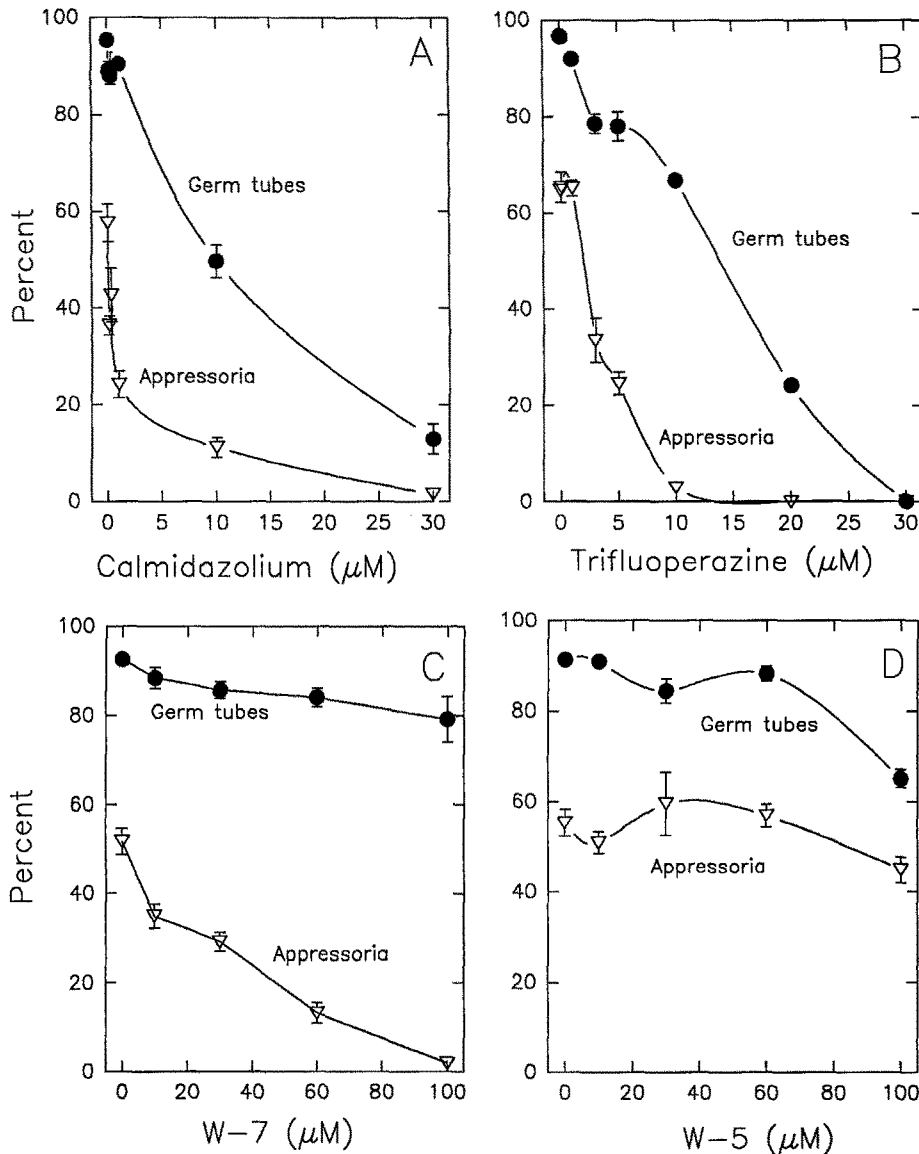 100
80
60
40
20
0
Percent
A
Germ tubes
Appressoria
0 5 10 15 20 25 30
Calmidazolium (μM)
100
80
60
40
20
0
B
Germ tubes
Appressoria
0 5 10 15 20 25 30
Trifluoperazine (μM)
100
80
60
40
20
0
Percent
C
Germ tubes
Appressoria
0 20 40 60 80 100
W-7 (μM)
100
80
60
40
20
0
D
Germ tubes
Appressoria
0 20 40 60 80 100
W-5 (μM)